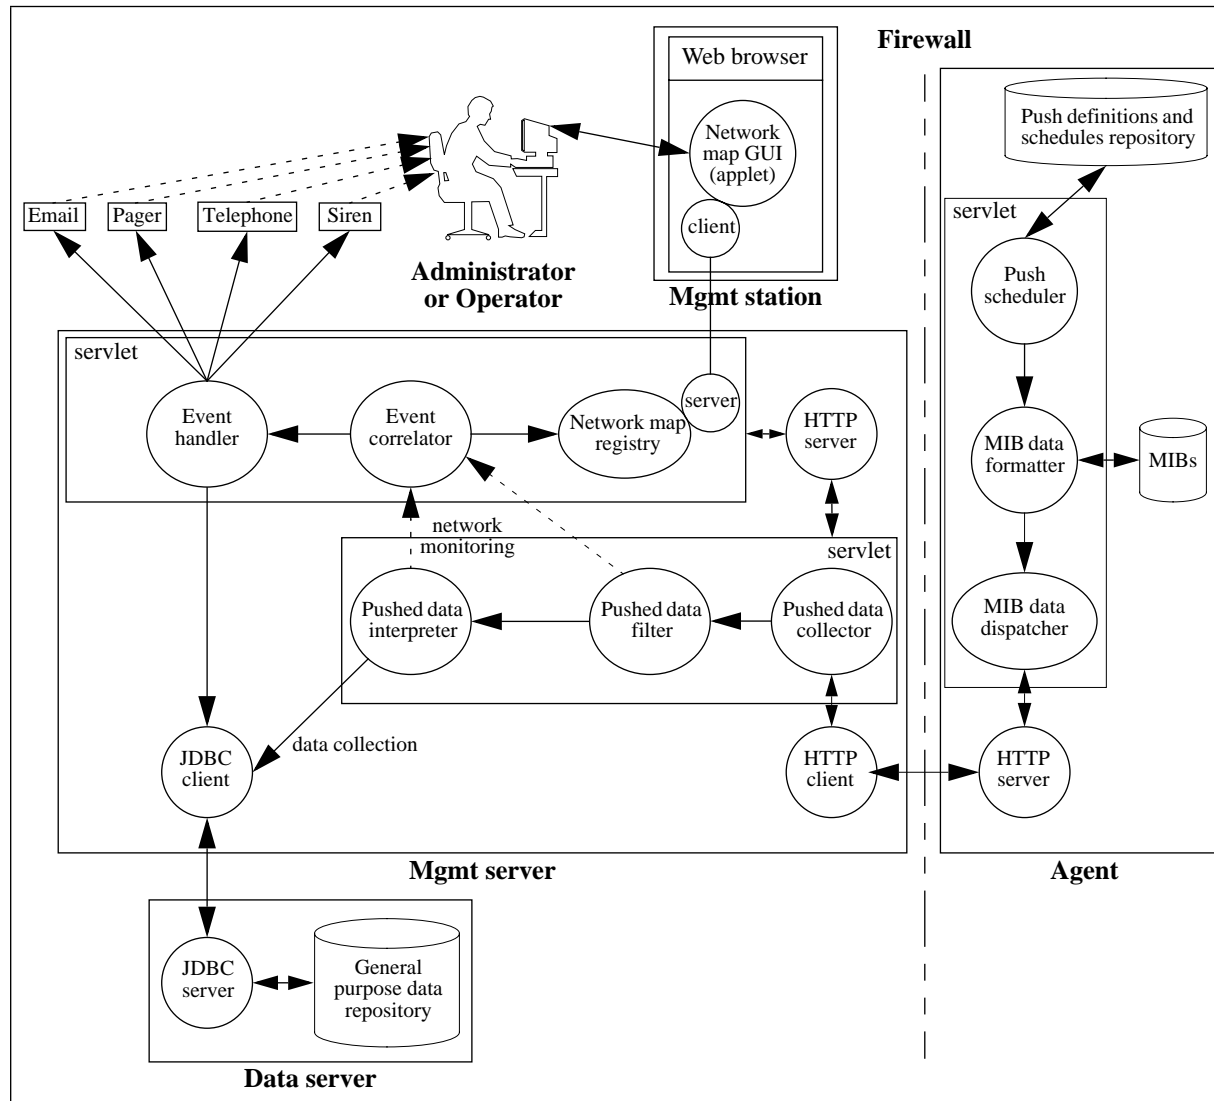 Firewall
Web browser
Network
map GUI
(applet)
client
Mgmt station
Push definitions and
schedules repository
Email
Pager
Telephone
Siren
Administrator
or Operator
servlet
Push
scheduler
MIB data
formatter
MIBs
MIB data
dispatcher
HTTP
server
Agent
servlet
Event
handler
Event
correlator
Network map
registry
server
HTTP
server
network
monitoring
servlet
Pushed data
interpreter
Pushed data
filter
Pushed data
collector
data collection
JDBC
client
HTTP
client
Mgmt server
JDBC
server
General
purpose data
repository
Data server